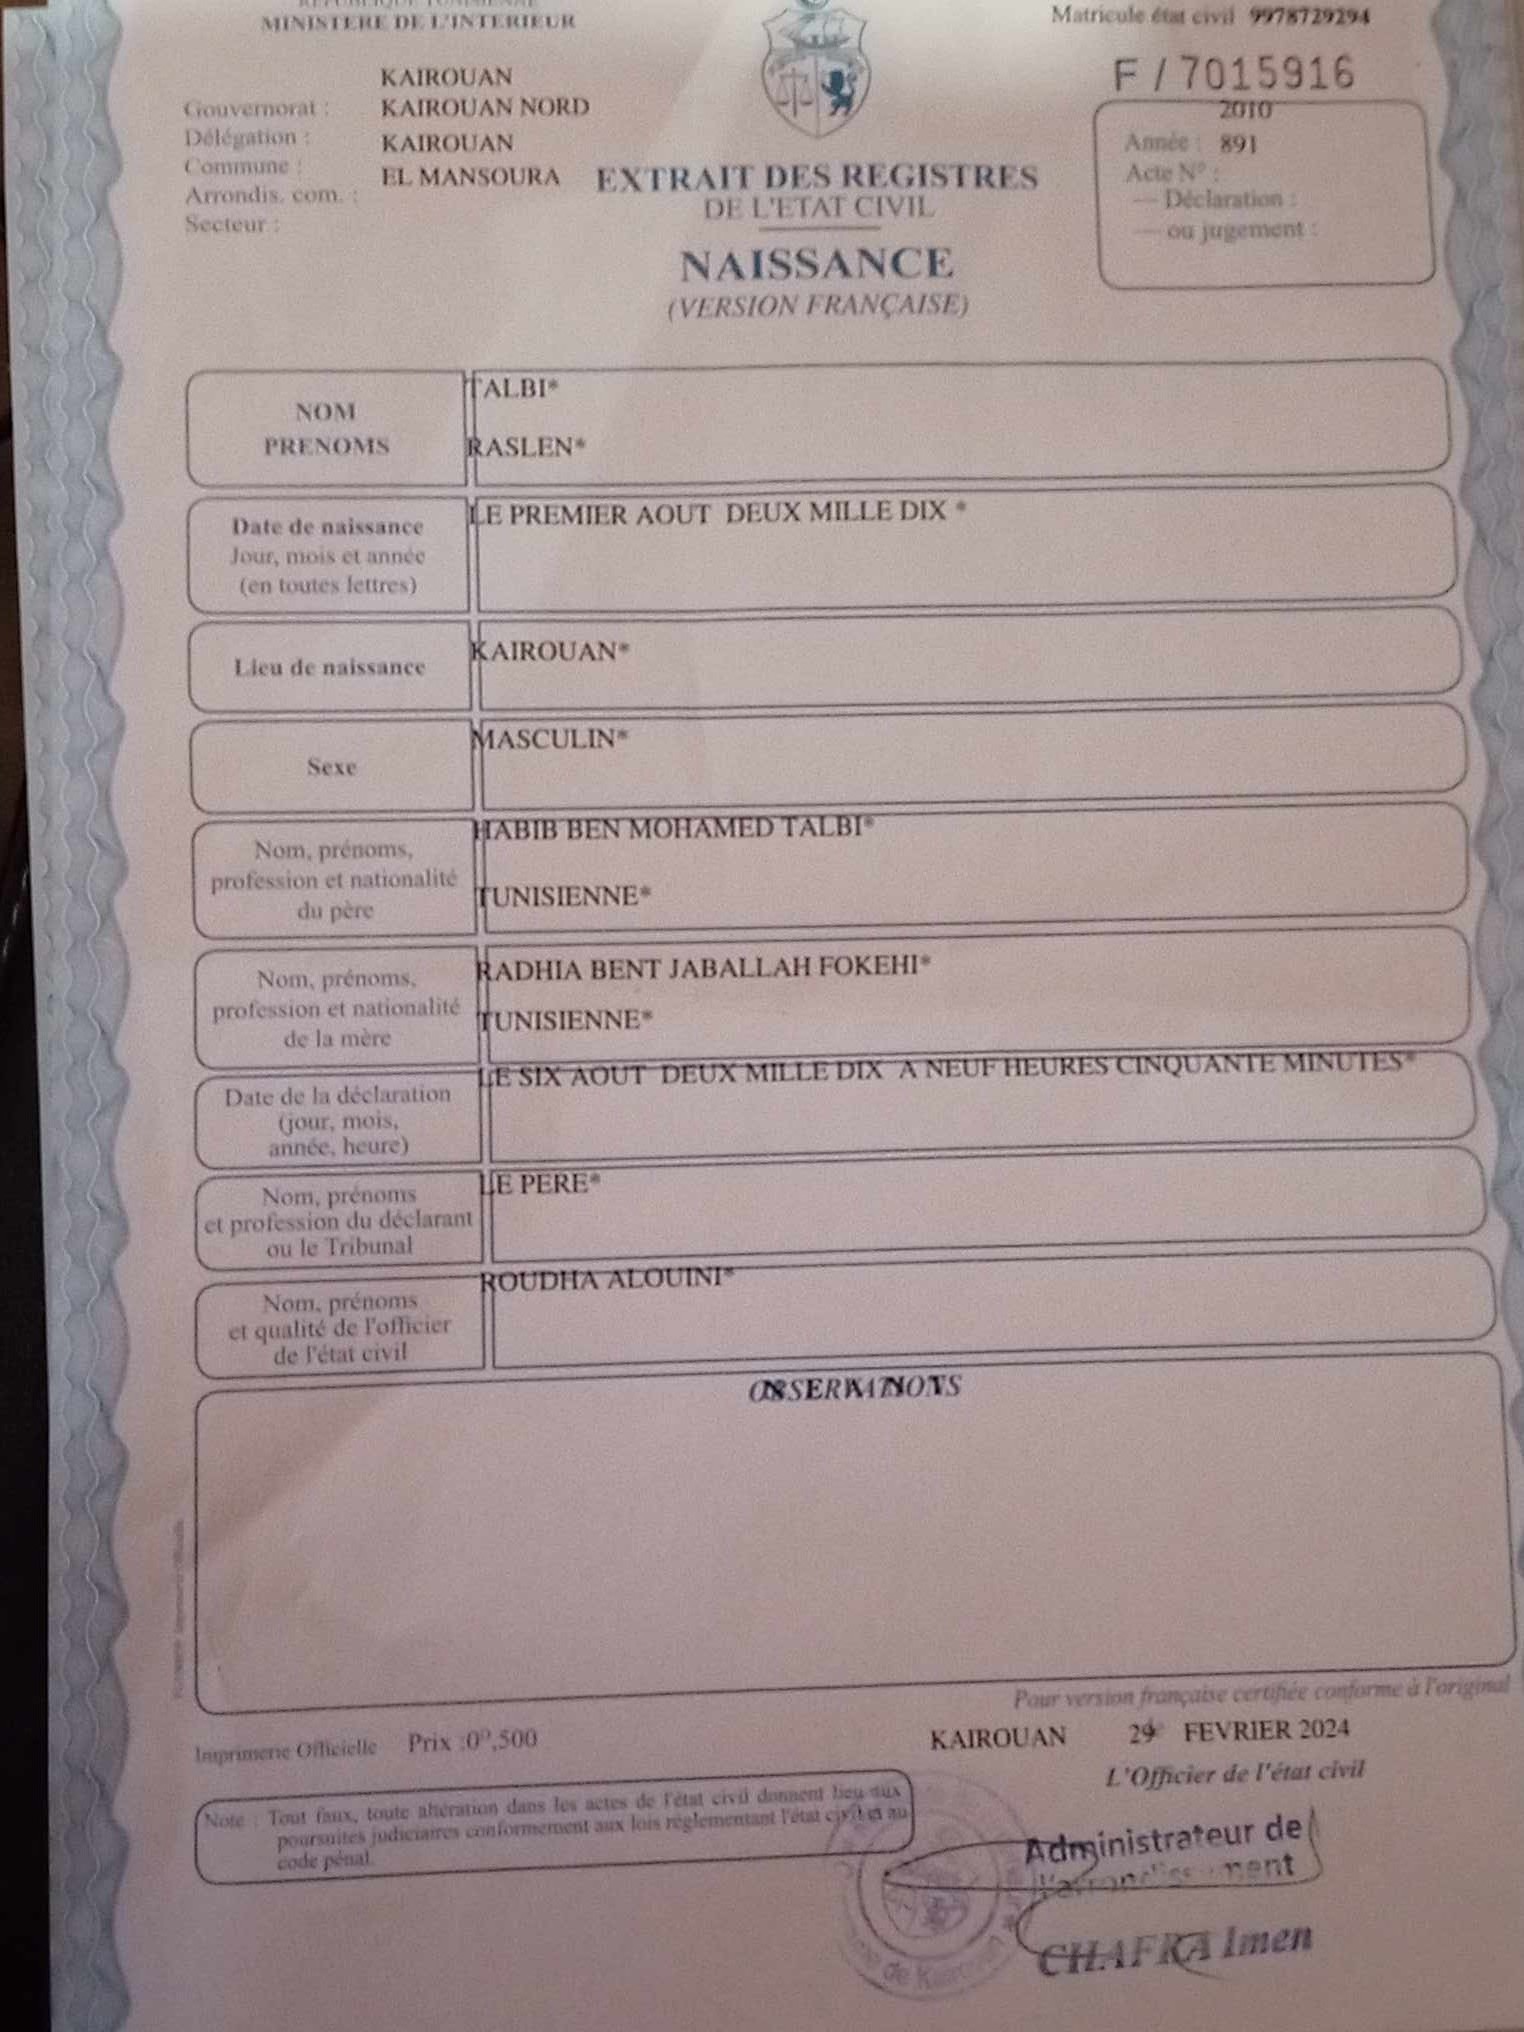 REPUBLIQUE TUNISIENNE
MINISTERE DE L'INTERIEUR
Matricule état civil 9978729294
F / 7015916
KAIROUAN
Gouvernorat : KAIROUAN NORD
Délégation : KAIROUAN
Commune : EL MANSOURA
Arrondis. com. :
Secteur :
2010
Année : 891
Acte N° :
— Déclaration :
— ou jugement :
EXTRAIT DES REGISTRES
DE L'ETAT CIVIL
NAISSANCE
(VERSION FRANÇAISE)
NOM
PRENOMS
TALBI*
RASLEN*
Date de naissance
Jour, mois et année
(en toutes lettres)
LE PREMIER AOUT DEUX MILLE DIX *
Lieu de naissance
KAIROUAN*
Sexe
MASCULIN*
Nom, prénoms,
profession et nationalité
du père
HABIB BEN MOHAMED TALBI*
TUNISIENNE*
Nom, prénoms,
profession et nationalité
de la mère
RADHIA BENT JABALLAH FOKEHI*
TUNISIENNE*
Date de la déclaration
(jour, mois,
année, heure)
LE SIX AOUT DEUX MILLE DIX A NEUF HEURES CINQUANTE MINUTES*
Nom, prénoms
et profession du déclarant
ou le Tribunal
LE PERE*
Nom, prénoms
et qualité de l'officier
de l'état civil
ROUDHA ALOUINI*
OBSERVATIONS
Pour version française certifiée conforme à l'original
Imprimerie Officielle Prix :0ᴰ,500
KAIROUAN 29 FEVRIER 2024
L'Officier de l'état civil
Note : Tout faux, toute altération dans les actes de l'état civil donnent lieu aux
poursuites judiciaires conformement aux lois réglementant l'état civil et au
code pénal.
Administrateur de
l'arrondissement
CHAFRA Imen
de Kairouan